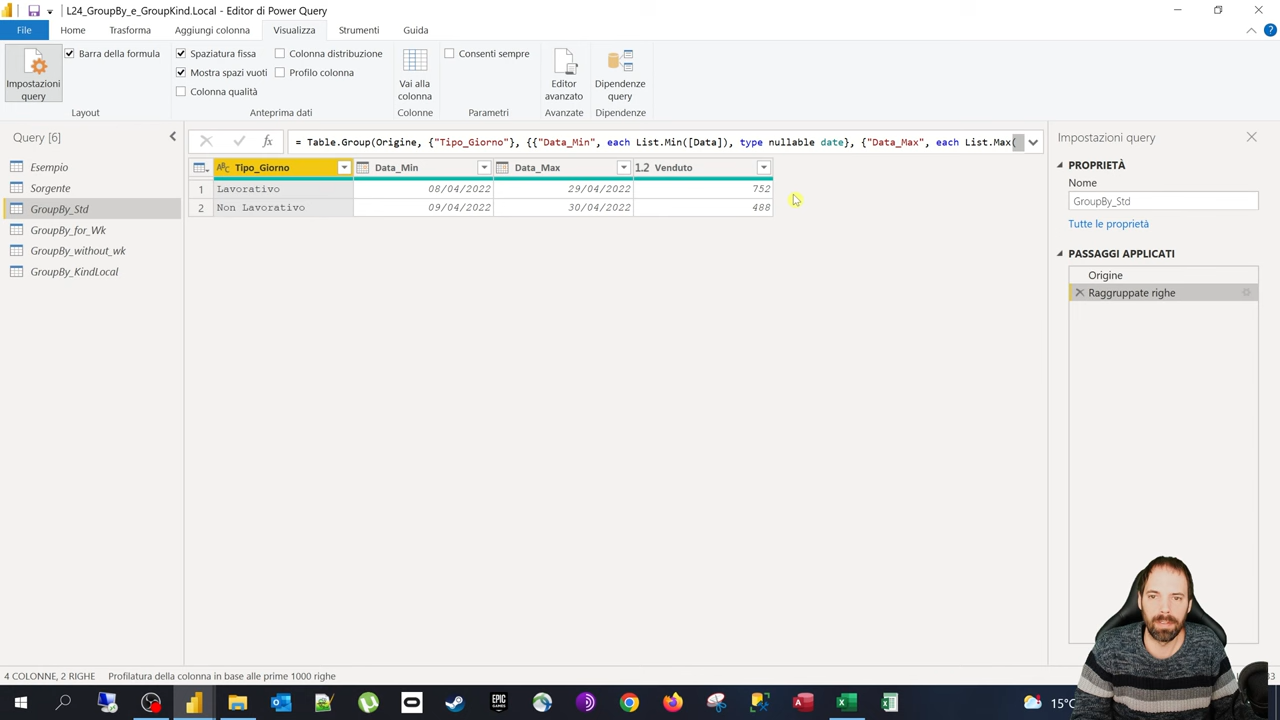 L24_GroupBy_e_GroupKind.Local - Editor di Power Query
File Home Trasforma Aggiungi colonna Visualizza Strumenti Guida
Impostazioni query
Barra della formula
Layout
Spaziatura fissa
Mostra spazi vuoti
Colonna qualità
Colonna distribuzione
Profilo colonna
Anteprima dati
Vai alla colonna
Colonne
Consenti sempre
Parametri
Editor avanzato
Avanzate
Dipendenze query
Dipendenze
Query [6]
Esempio
Sorgente
GroupBy_Std
GroupBy_for_Wk
GroupBy_without_wk
GroupBy_KindLocal
= Table.Group(Origine, {"Tipo_Giorno"}, {{"Data_Min", each List.Min([Data]), type nullable date}, {"Data_Max", each List.Max(
Tipo_Giorno Data_Min Data_Max 1.2 Venduto
1 Lavorativo 08/04/2022 29/04/2022 752
2 Non Lavorativo 09/04/2022 30/04/2022 488
Impostazioni query
PROPRIETÀ
Nome
GroupBy_Std
Tutte le proprietà
PASSAGGI APPLICATI
Origine
Raggruppate righe
4 COLONNE, 2 RIGHE Profilatura della colonna in base alle prime 1000 righe
EPIC GAMES
15°C